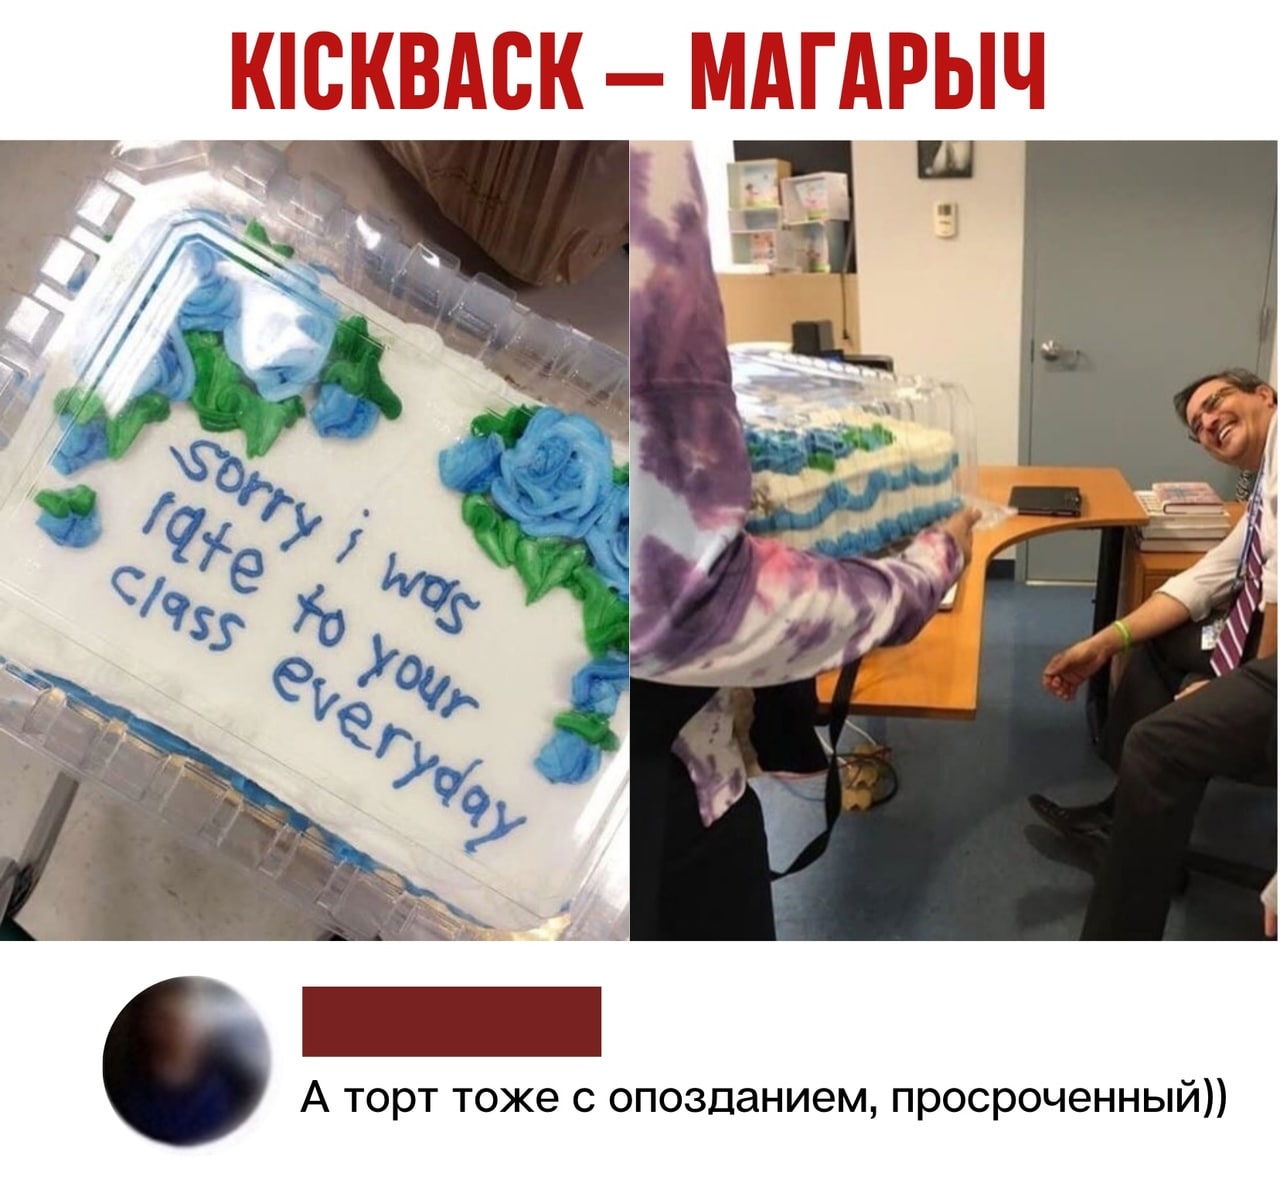 KICKBACK – МАГАРЫЧ
sorry i was
late to your
class everyday
А торт тоже с опозданием, просроченный))